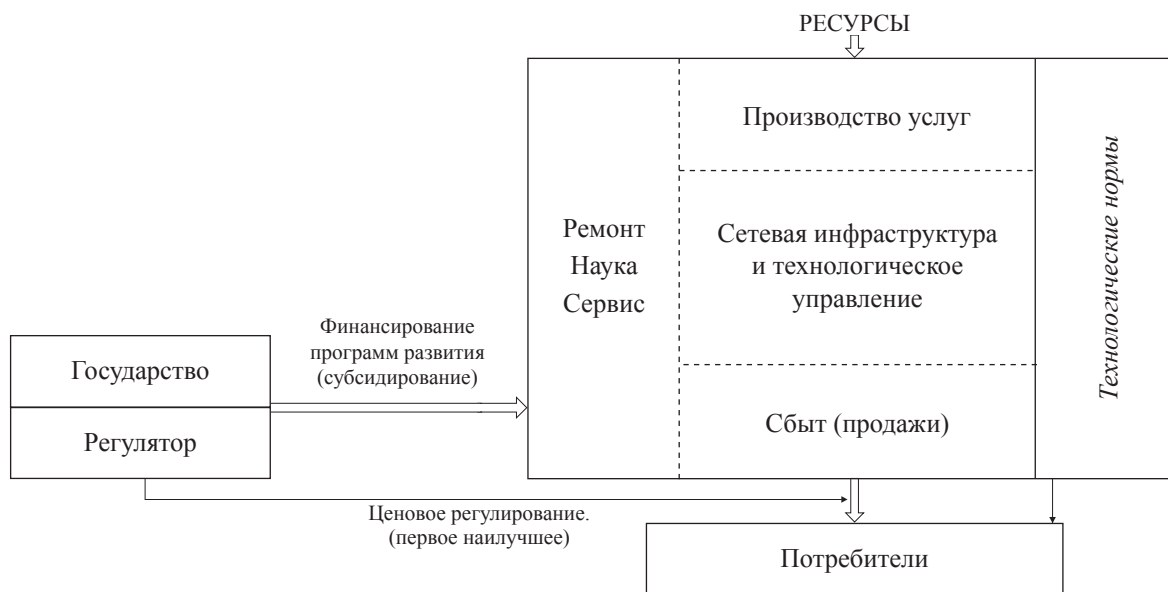 РЕСУРСЫ
Производство услуг
Ремонт
Наука
Сервис
Сетевая инфраструктура
и технологическое
управление
Технологические нормы
Финансирование
программ развития
(субсидирование)
Государство
Регулятор
Сбыт (продажи)
Ценовое регулирование.
(первое наилучшее)
Потребители